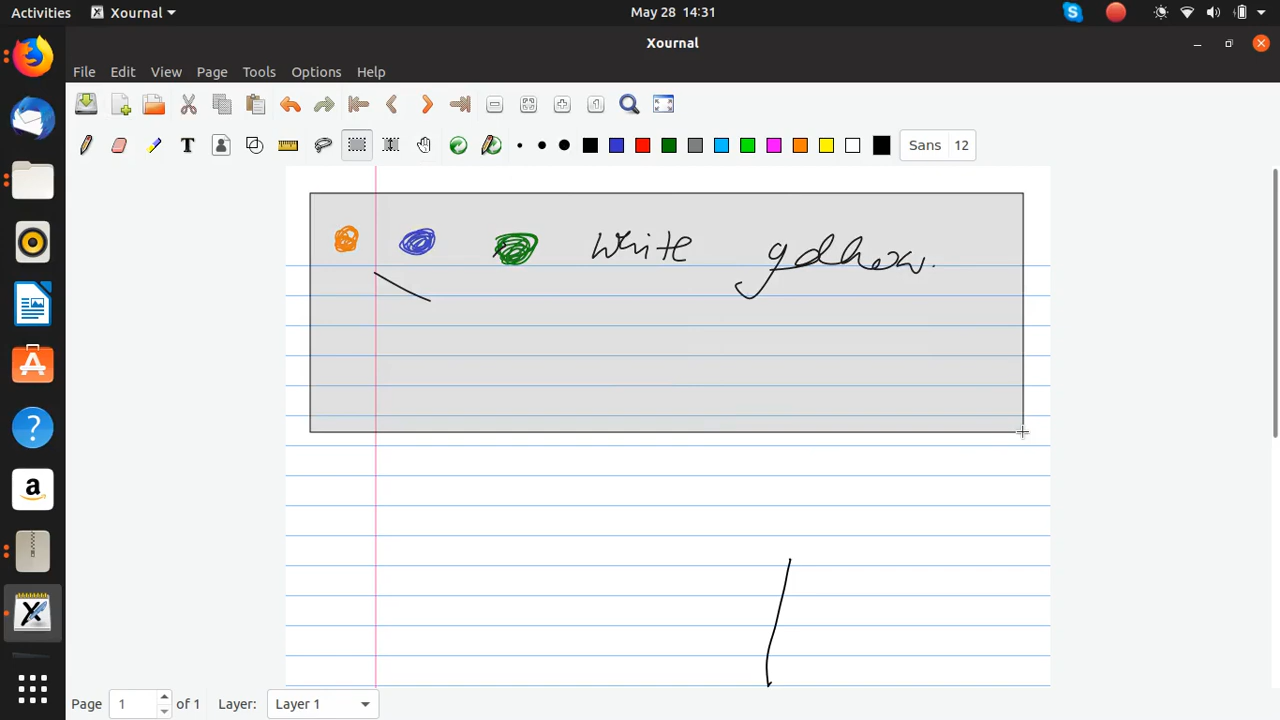 Activities Xournal May 28 14:31
Xournal
File Edit View Page Tools Options Help
Sans 12
write
Page 1 of 1 Layer: Layer 1